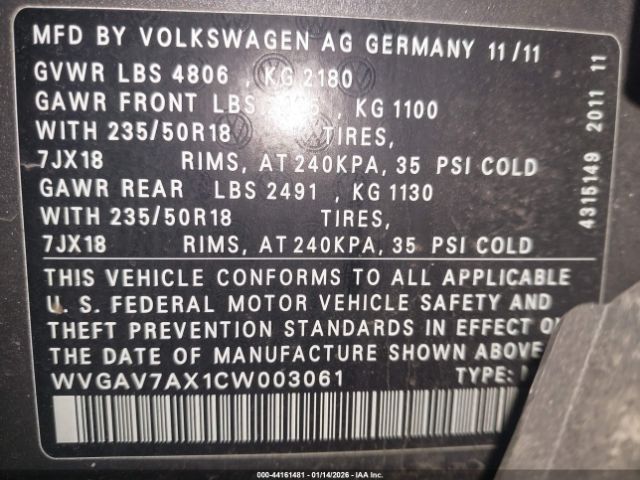 MFD BY VOLKSWAGEN AG GERMANY 11/11
GVWR LBS 4806 , KG 2180
GAWR FRONT LBS , KG 1100
WITH 235/50R18 TIRES,
7JX18 RIMS, AT 240KPA, 35 PSI COLD
GAWR REAR LBS 2491 , KG 1130
WITH 235/50R18 TIRES,
7JX18 RIMS, AT 240KPA, 35 PSI COLD
THIS VEHICLE CONFORMS TO ALL APPLICABLE
U. S. FEDERAL MOTOR VEHICLE SAFETY AND
THEFT PREVENTION STANDARDS IN EFFECT
THE DATE OF MANUFACTURE SHOWN ABOVE.
WVGAV7AX1CW003061 TYPE:
4315149 2011 11
000-44161481 - 01/14/2026 - IAA Inc.